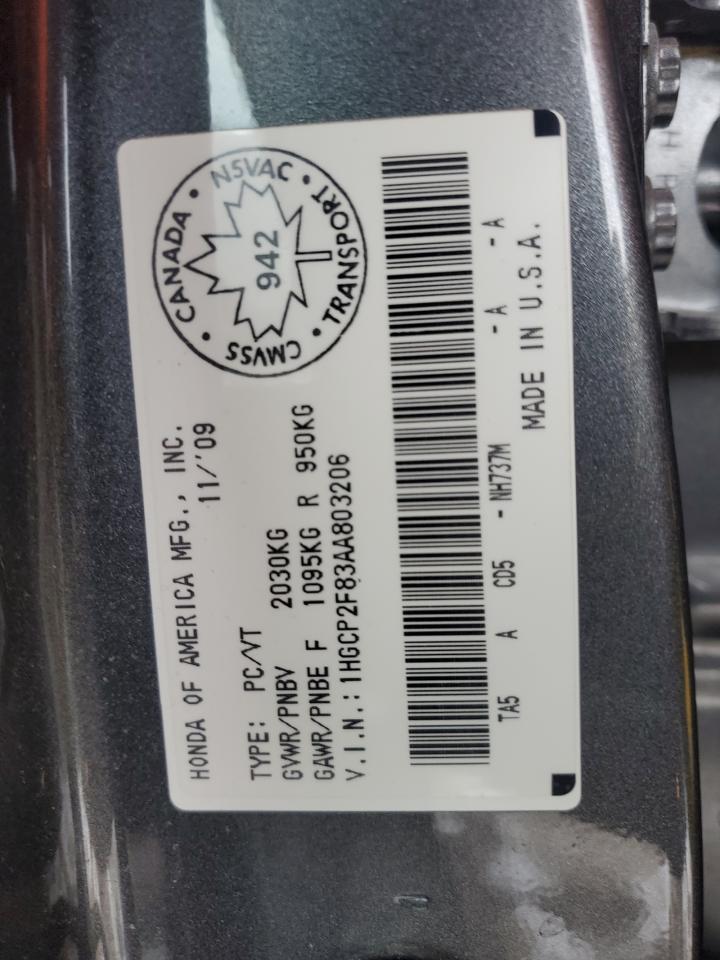 HONDA OF AMERICA MFG., INC.
11/'09
TYPE: PC/VT
GVWR/PNBV 2030KG
GAWR/PNBE F 1095KG R 950KG
V.I.N.: 1HGCP2F83AA803206
TA5 A CD5 - NH737M - A - A
MADE IN U.S.A.
CANADA • NSVAC • TRANSPORT • CMVSS •
942